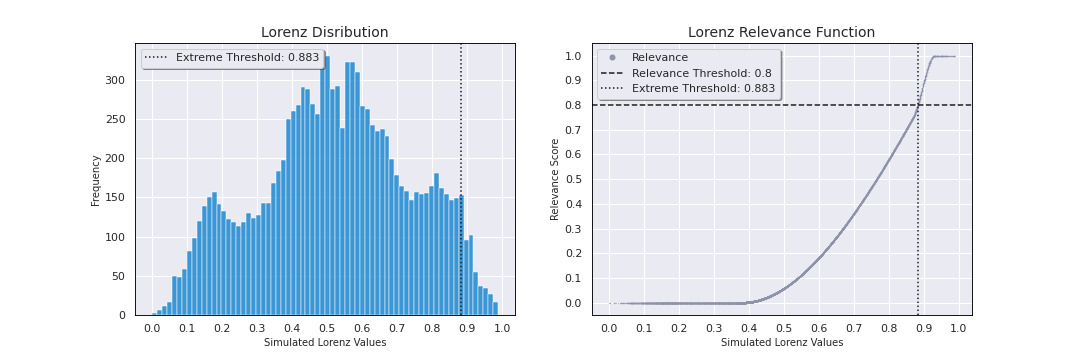 Lorenz Disribution
Extreme Threshold: 0.883
Frequency
300
250
200
150
100
50
0
0.0 0.1 0.2 0.3 0.4 0.5 0.6 0.7 0.8 0.9 1.0
Simulated Lorenz Values
Lorenz Relevance Function
Relevance
Relevance Threshold: 0.8
Extreme Threshold: 0.883
Relevance Score
1.0
0.9
0.8
0.7
0.6
0.5
0.4
0.3
0.2
0.1
0.0
0.0 0.1 0.2 0.3 0.4 0.5 0.6 0.7 0.8 0.9 1.0
Simulated Lorenz Values